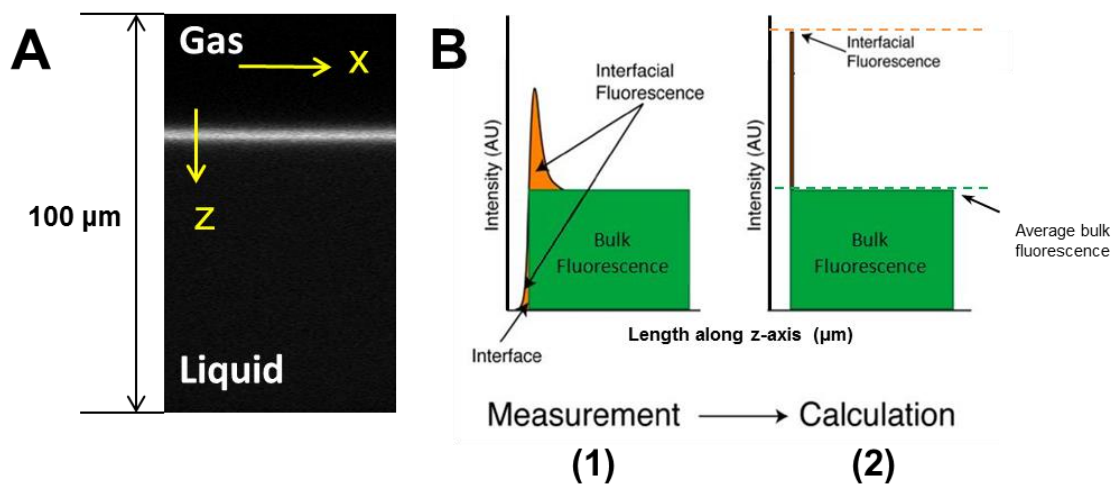 A
Gas
x
z
100 µm
Liquid
B
Interfacial
Fluorescence
Intensity (AU)
Bulk
Fluorescence
Interface
Interfacial
Fluorescence
Intensity (AU)
Bulk
Fluorescence
Average bulk
fluorescence
Length along z-axis (µm)
Measurement
Calculation
(1)
(2)